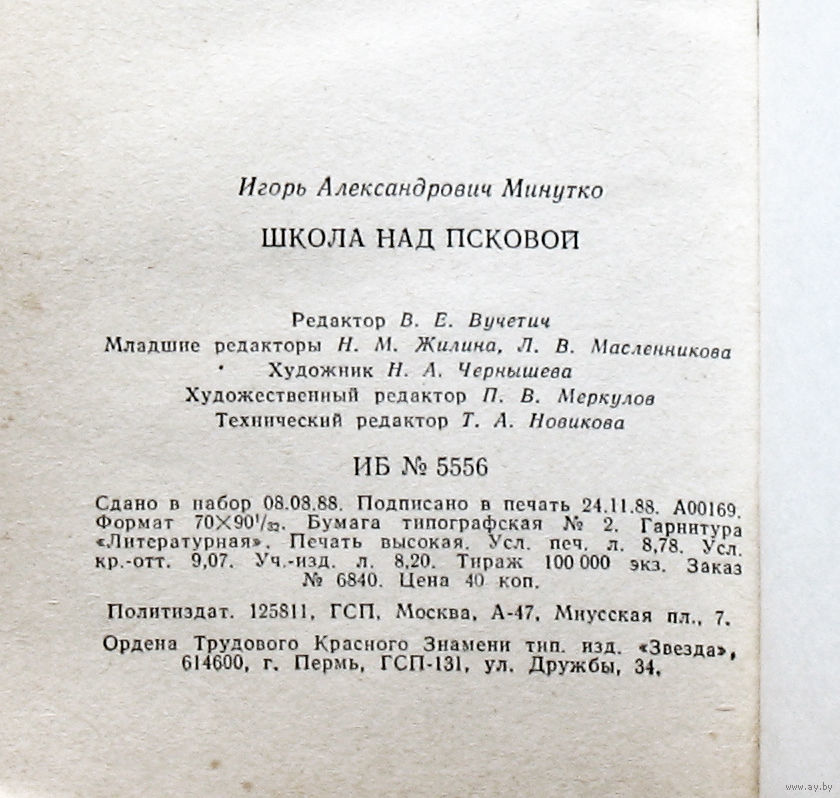 Игорь Александрович Минутко
ШКОЛА НАД ПСКОВОЙ
Редактор В. Е. Вучетич
Младшие редакторы Н. М. Жилина, Л. В. Масленникова
Художник Н. А. Чернышева
Художественный редактор П. В. Меркулов
Технический редактор Т. А. Новикова
ИБ № 5556
Сдано в набор 08.08.88. Подписано в печать 24.11.88. А00169.
Формат 70×90¹/₃₂. Бумага типографская № 2. Гарнитура
«Литературная». Печать высокая. Усл. печ. л. 8,78. Усл.
кр.-отт. 9,07. Уч.-изд. л. 8,20. Тираж 100 000 экз. Заказ
№ 6840. Цена 40 коп.
Политиздат. 125811, ГСП, Москва, А-47, Миусская пл., 7.
Ордена Трудового Красного Знамени тип. изд. «Звезда»,
614600, г. Пермь, ГСП-131, ул. Дружбы, 34.
www.ay.by